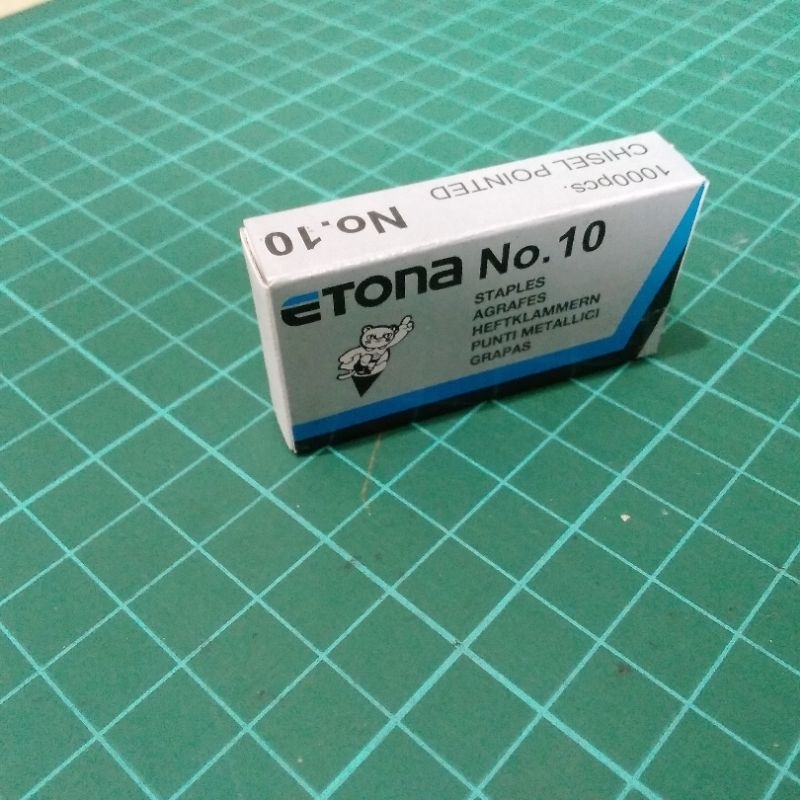 No.10
CHISEL POINTED
1000pcs.
ETONA No.10
STAPLES
AGRAFES
HEFTKLAMMERN
PUNTI METALLICI
GRAPAS